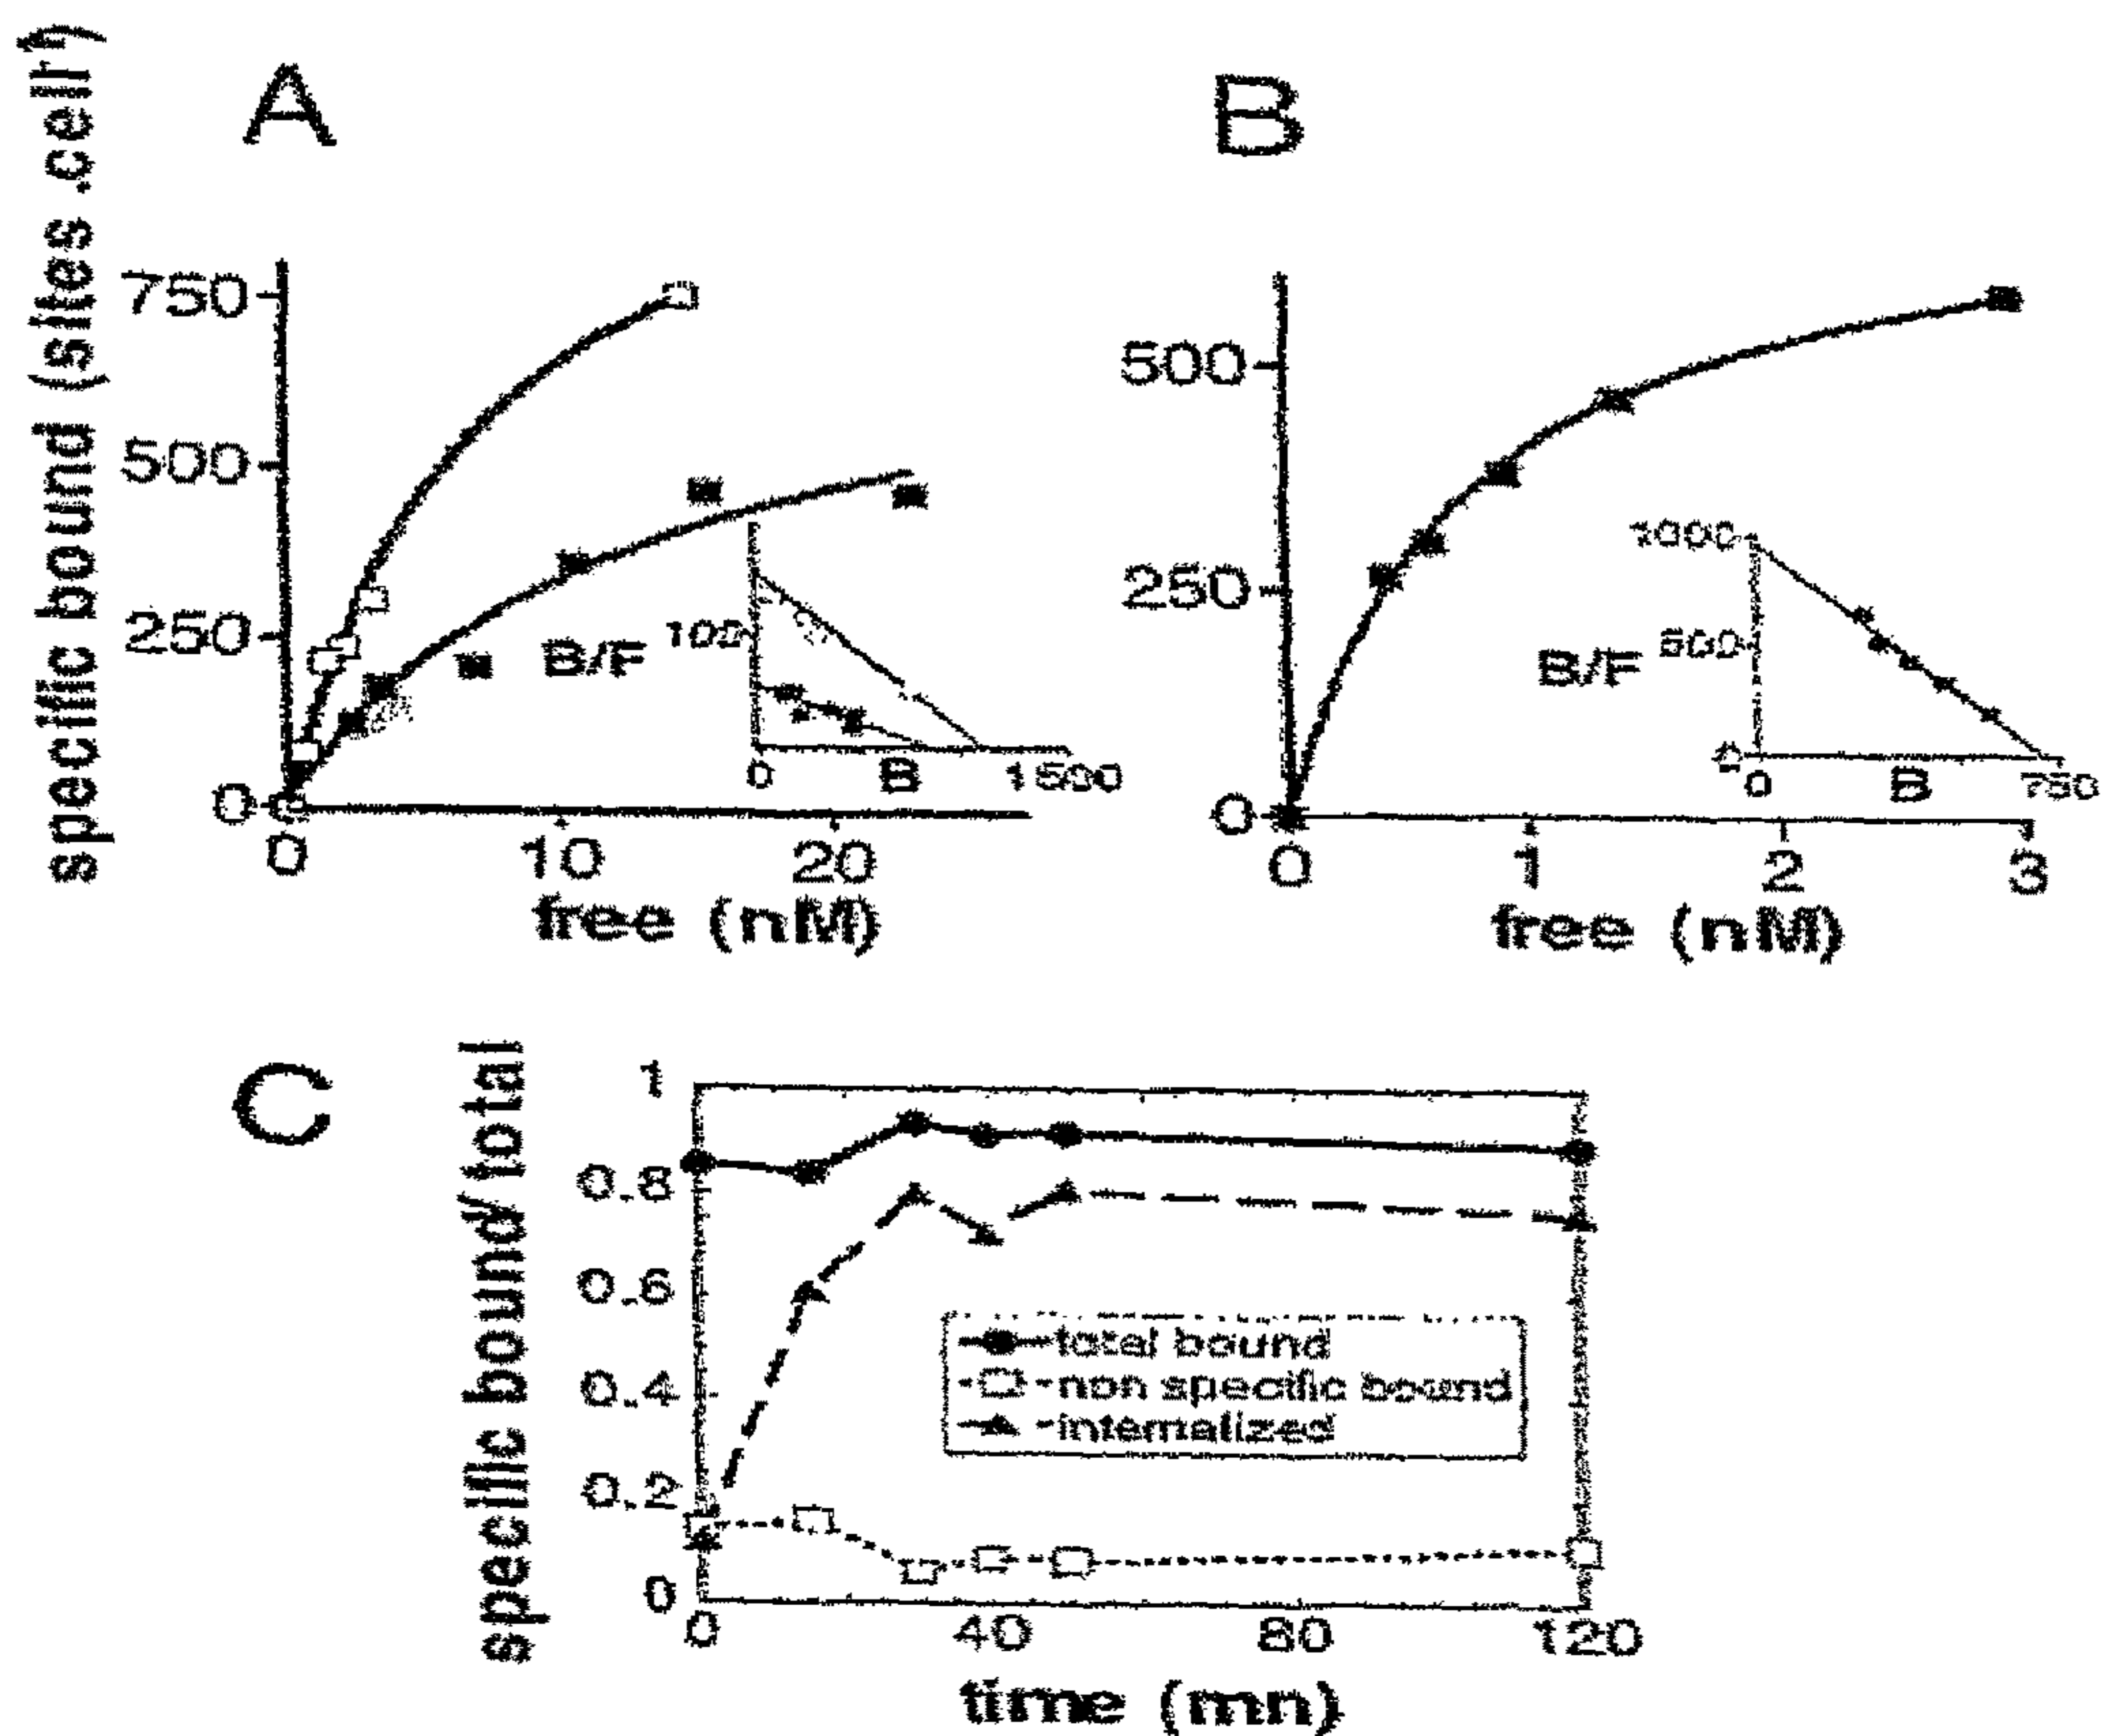 A
specific bound (sites .cell⁻¹)
750
500
250
0
0
10
20
free (nM)
B/F
100
0
B
1500
B
500
250
0
0
1
2
3
free (nM)
B/F
1000
500
0
0
B
750
C
specific bound/total
1
0.8
0.6
0.4
0.2
0
0
40
80
120
time (mn)
total bound
non specific bound
internalized